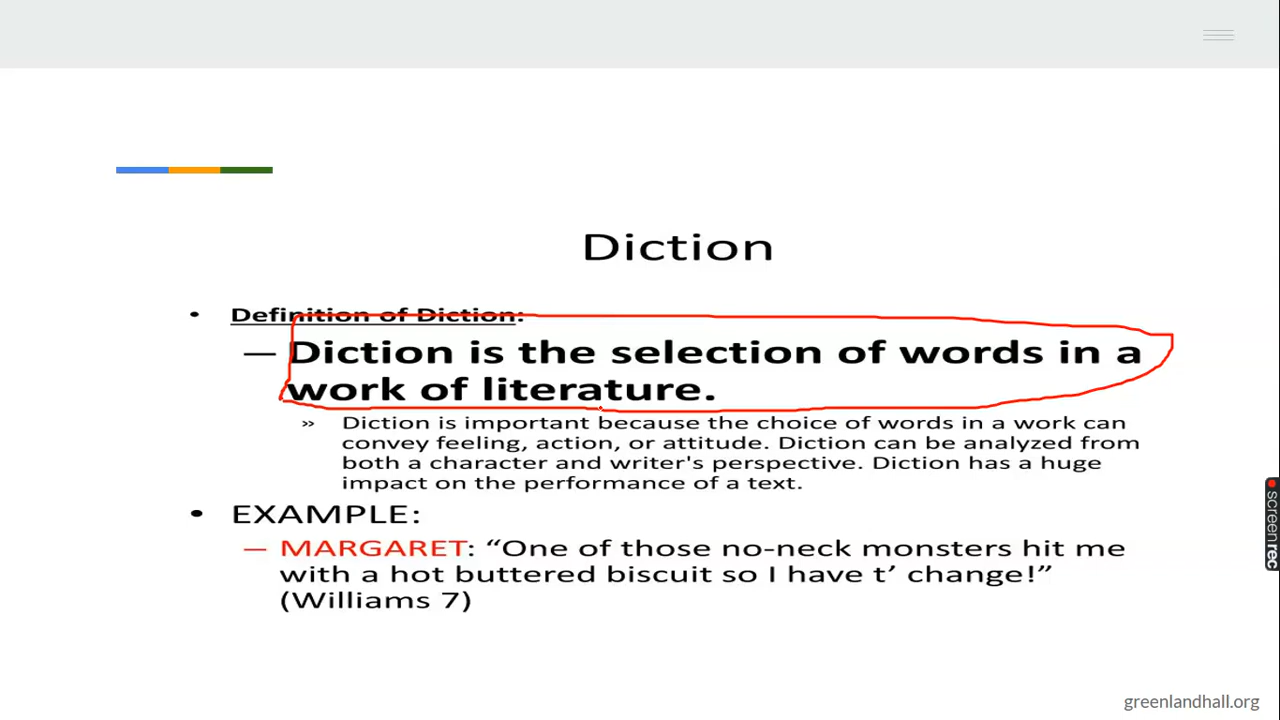 Diction
• Definition of Diction:
— Diction is the selection of words in a
work of literature.
» Diction is important because the choice of words in a work can
convey feeling, action, or attitude. Diction can be analyzed from
both a character and writer's perspective. Diction has a huge
impact on the performance of a text.
• EXAMPLE:
— MARGARET: “One of those no-neck monsters hit me
with a hot buttered biscuit so I have t’ change!”
(Williams 7)
screenrec
greenlandhall.org